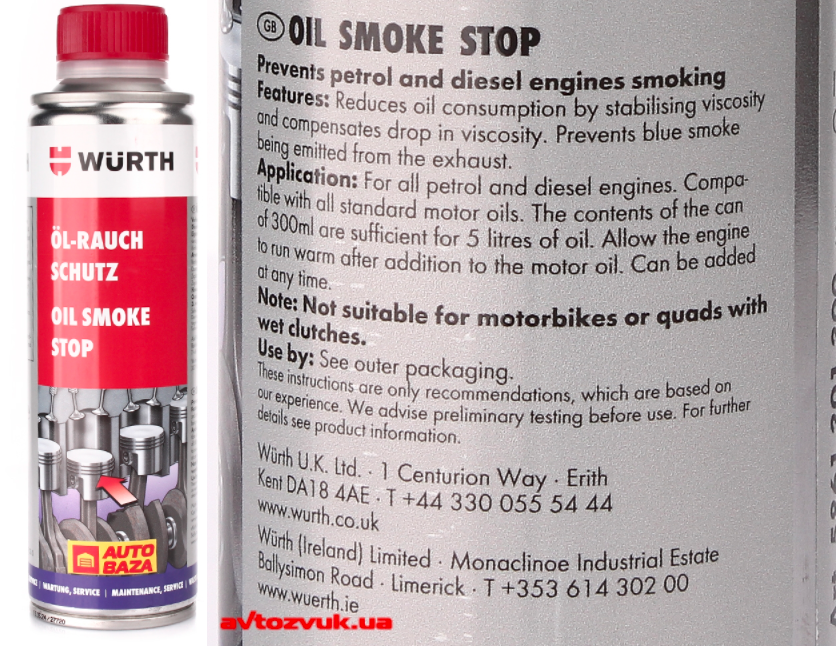 WÜRTH
ÖL-RAUCH
SCHUTZ
OIL SMOKE
STOP
AUTO
BAZA
WARTUNG, SERVICE | MAINTENANCE, SERVICE
GB OIL SMOKE STOP
Prevents petrol and diesel engines smoking
Features: Reduces oil consumption by stabilising viscosity
and compensates drop in viscosity. Prevents blue smoke
being emitted from the exhaust.
Application: For all petrol and diesel engines. Compa-
tible with all standard motor oils. The contents of the can
of 300ml are sufficient for 5 litres of oil. Allow the engine
to run warm after addition to the motor oil. Can be added
at any time.
Note: Not suitable for motorbikes or quads with
wet clutches.
Use by: See outer packaging.
These instructions are only recommendations, which are based on
our experience. We advise preliminary testing before use. For further
details see product information.
Würth U.K. Ltd. · 1 Centurion Way · Erith
Kent DA18 4AE · T +44 330 055 54 44
www.wurth.co.uk
Würth (Ireland) Limited · Monaclinoe Industrial Estate
Ballysimon Road · Limerick · T +353 614 302 00
www.wuerth.ie
avtozvuk.ua